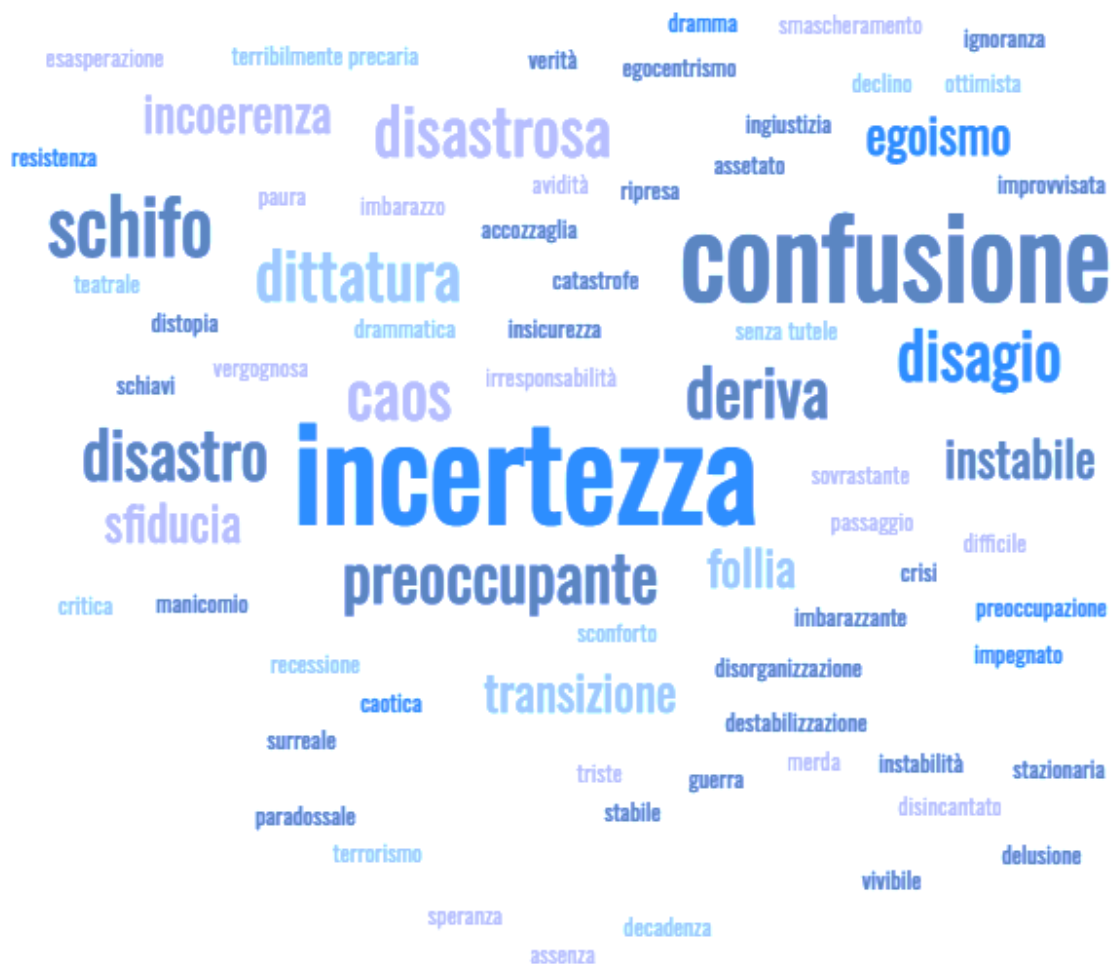 dramma
smascheramento
ignoranza
esasperazione
terribilmente precaria
verità
egocentrismo
declino
ottimista
incoerenza
disastrosa
ingiustizia
egoismo
resistenza
assetato
improvvisata
paura
imbarazzo
avidità
ripresa
schifo
accozzaglia
confusione
teatrale
dittatura
catastrofe
distopia
drammatica
insicurezza
senza tutele
disagio
schiavi
vergognosa
caos
irresponsabilità
deriva
disastro
incertezza
sovrastante
instabile
sfiducia
passaggio
difficile
preoccupante
follia
crisi
critica
manicomio
imbarazzante
preoccupazione
sconforto
recessione
disorganizzazione
impegnato
caotica
transizione
destabilizzazione
surreale
triste
guerra
merda
instabilità
stazionaria
paradossale
stabile
disincantato
terrorismo
delusione
vivibile
speranza
decadenza
assenza